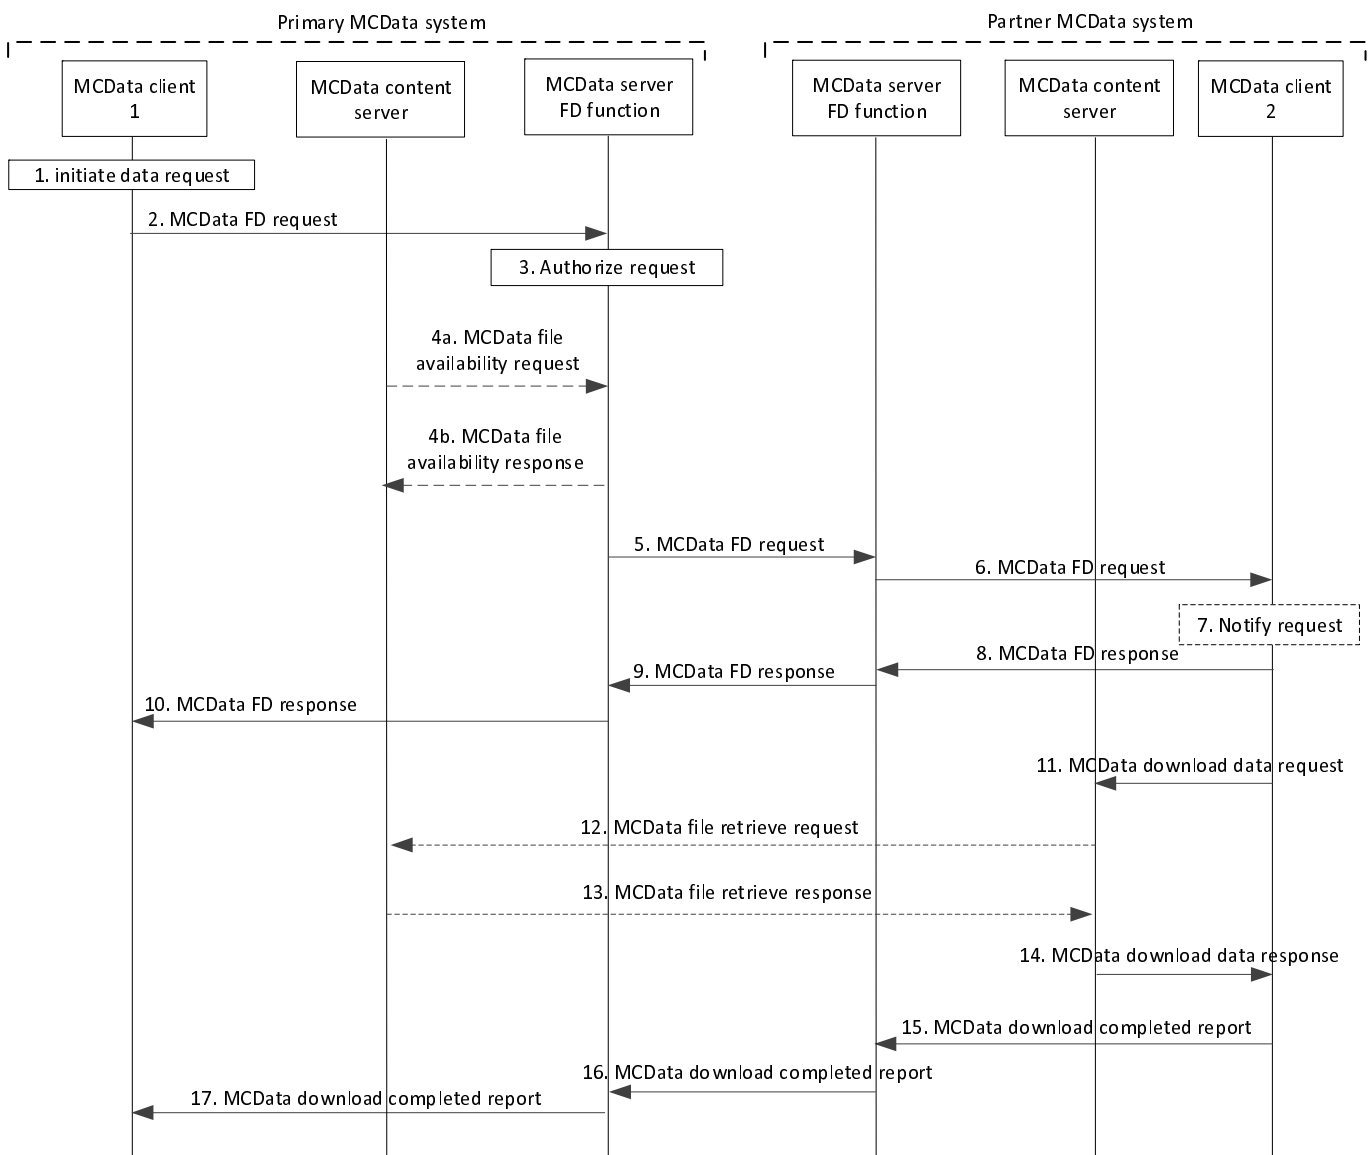 Primary MCData system
Partner MCData system
MCData client
1
MCData content
server
MCData server
FD function
MCData server
FD function
MCData content
server
MCData client
2
1. initiate data request
2. MCData FD request
3. Authorize request
4a. MCData file
availability request
4b. MCData file
availability response
5. MCData FD request
6. MCData FD request
7. Notify request
8. MCData FD response
9. MCData FD response
10. MCData FD response
11. MCData download data request
12. MCData file retrieve request
13. MCData file retrieve response
14. MCData download data response
15. MCData download completed report
16. MCData download completed report
17. MCData download completed report